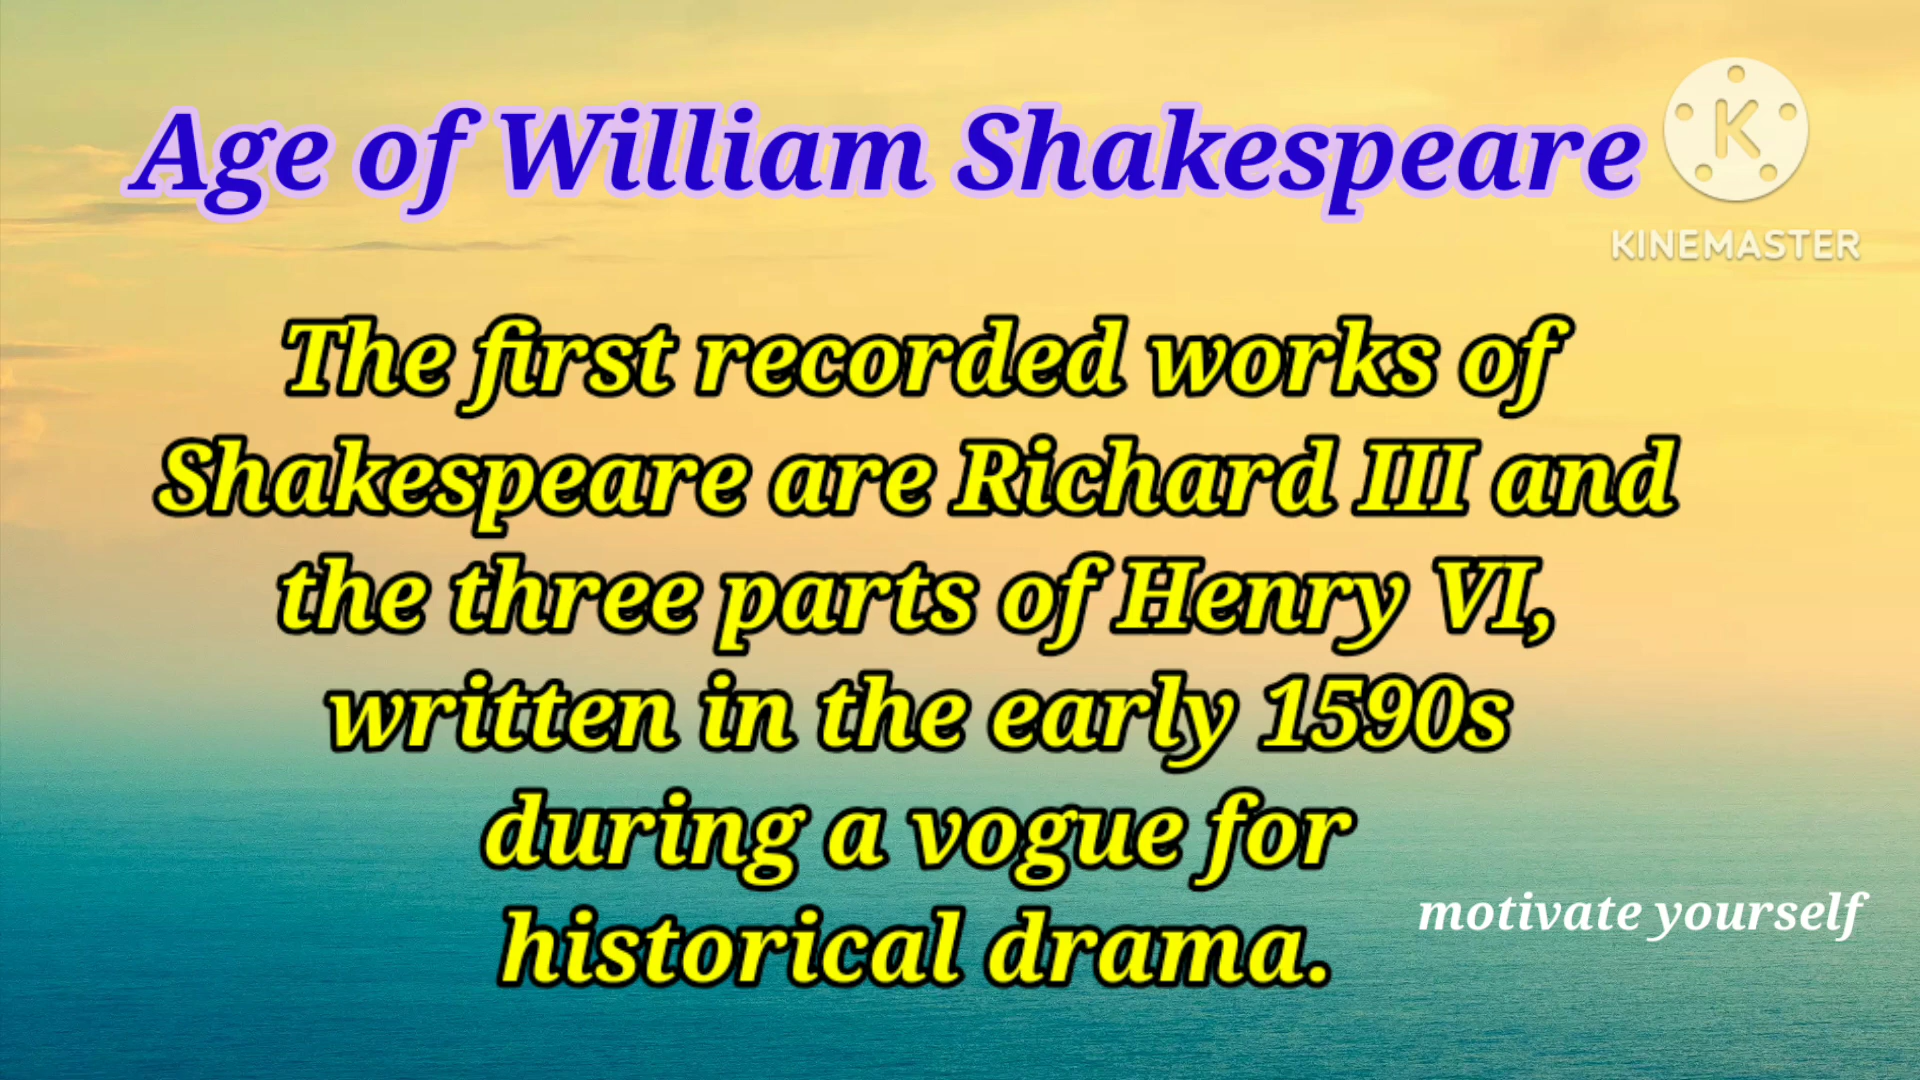 Age of William Shakespeare
K
KINEMASTER
The first recorded works of
Shakespeare are Richard III and
the three parts of Henry VI,
written in the early 1590s
during a vogue for
historical drama.
motivate yourself